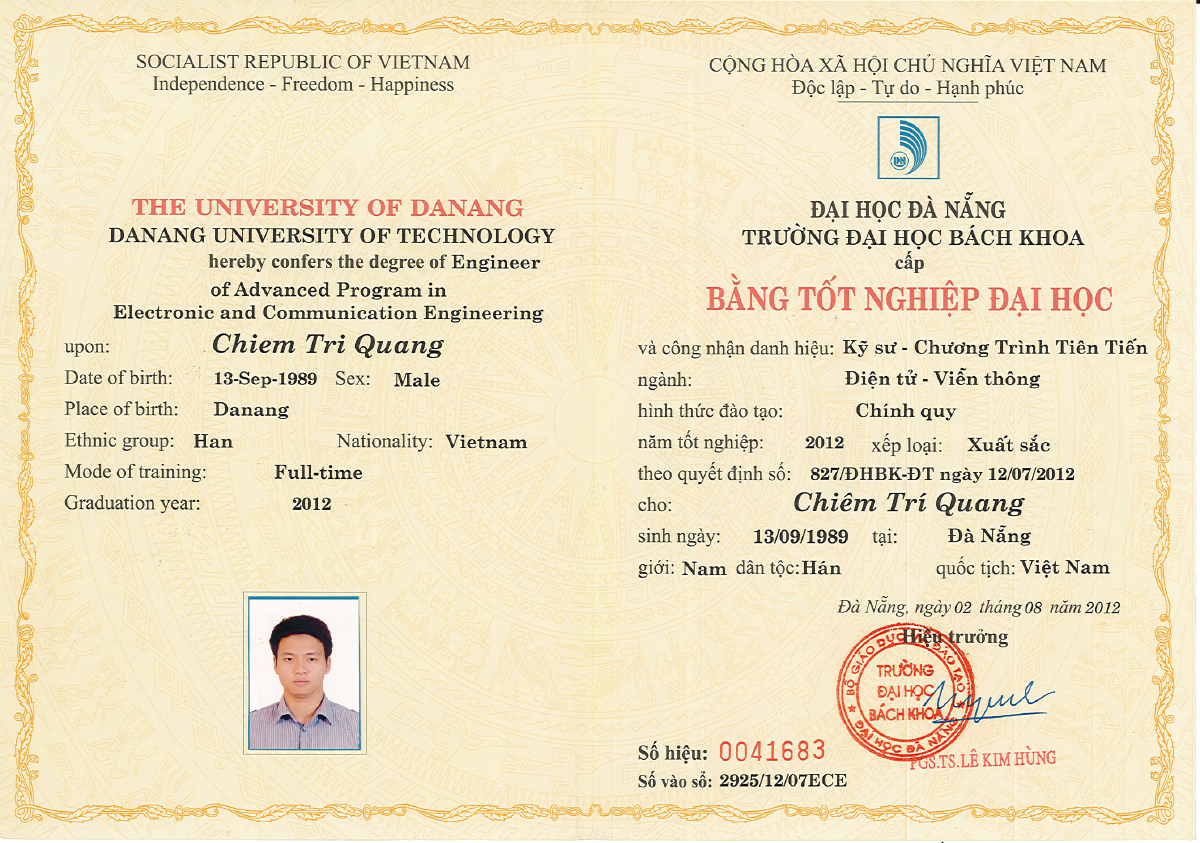 SOCIALIST REPUBLIC OF VIETNAM
Independence - Freedom - Happiness
THE UNIVERSITY OF DANANG
DANANG UNIVERSITY OF TECHNOLOGY
hereby confers the degree of Engineer
of Advanced Program in
Electronic and Communication Engineering
upon: Chiem Tri Quang
Date of birth: 13-Sep-1989 Sex: Male
Place of birth: Danang
Ethnic group: Han Nationality: Vietnam
Mode of training: Full-time
Graduation year: 2012
CỘNG HÒA XÃ HỘI CHỦ NGHĨA VIỆT NAM
Độc lập - Tự do - Hạnh phúc
ĐN
ĐẠI HỌC ĐÀ NẴNG
TRƯỜNG ĐẠI HỌC BÁCH KHOA
cấp
BẰNG TỐT NGHIỆP ĐẠI HỌC
và công nhận danh hiệu: Kỹ sư - Chương Trình Tiên Tiến
ngành: Điện tử - Viễn thông
hình thức đào tạo: Chính quy
năm tốt nghiệp: 2012 xếp loại: Xuất sắc
theo quyết định số: 827/ĐHBK-ĐT ngày 12/07/2012
cho: Chiêm Trí Quang
sinh ngày: 13/09/1989 tại: Đà Nẵng
giới: Nam dân tộc: Hán quốc tịch: Việt Nam
Đà Nẵng, ngày 02 tháng 08 năm 2012
Hiệu trưởng
BỘ GIÁO DỤC VÀ ĐÀO TẠO
TRƯỜNG
ĐẠI HỌC
BÁCH KHOA
ĐẠI HỌC ĐÀ NẴNG
PGS.TS. LÊ KIM HÙNG
Số hiệu: 0041683
Số vào sổ: 2925/12/07ECE